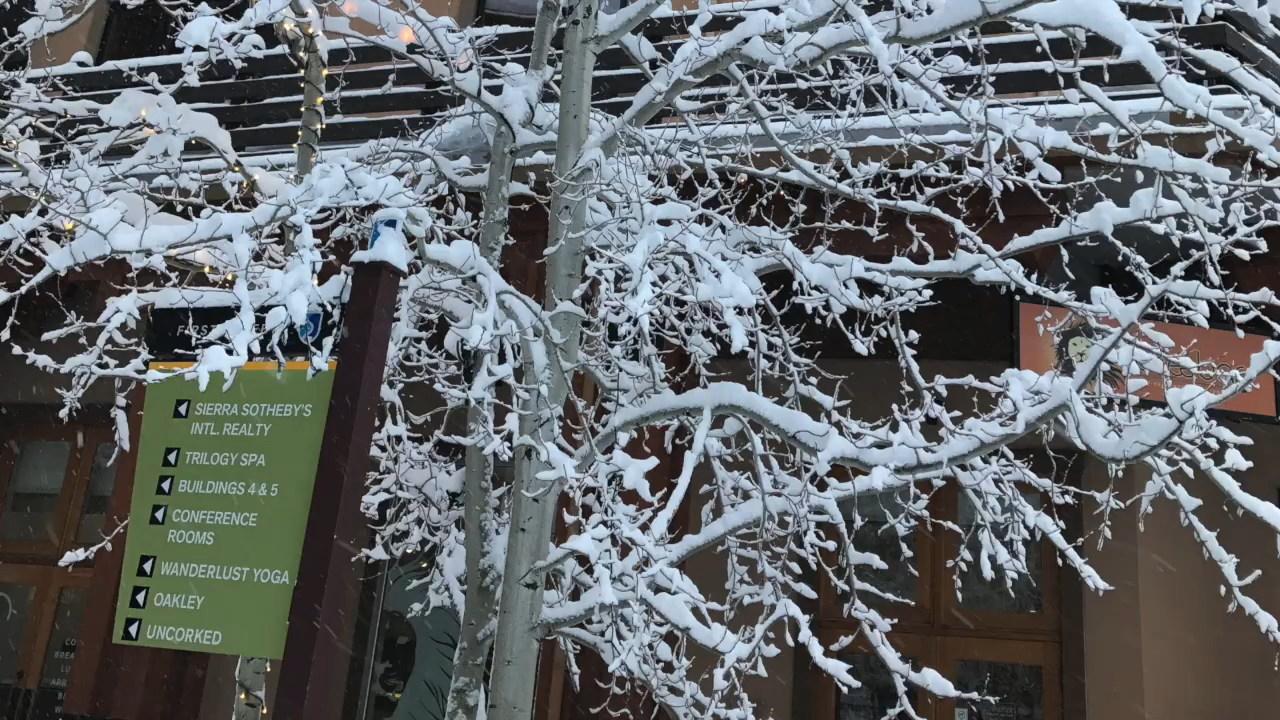 SIERRA SOTHEBY'S
INTL. REALTY
TRILOGY SPA
BUILDINGS 4 & 5
CONFERENCE
ROOMS
WANDERLUST YOGA
OAKLEY
UNCORKED